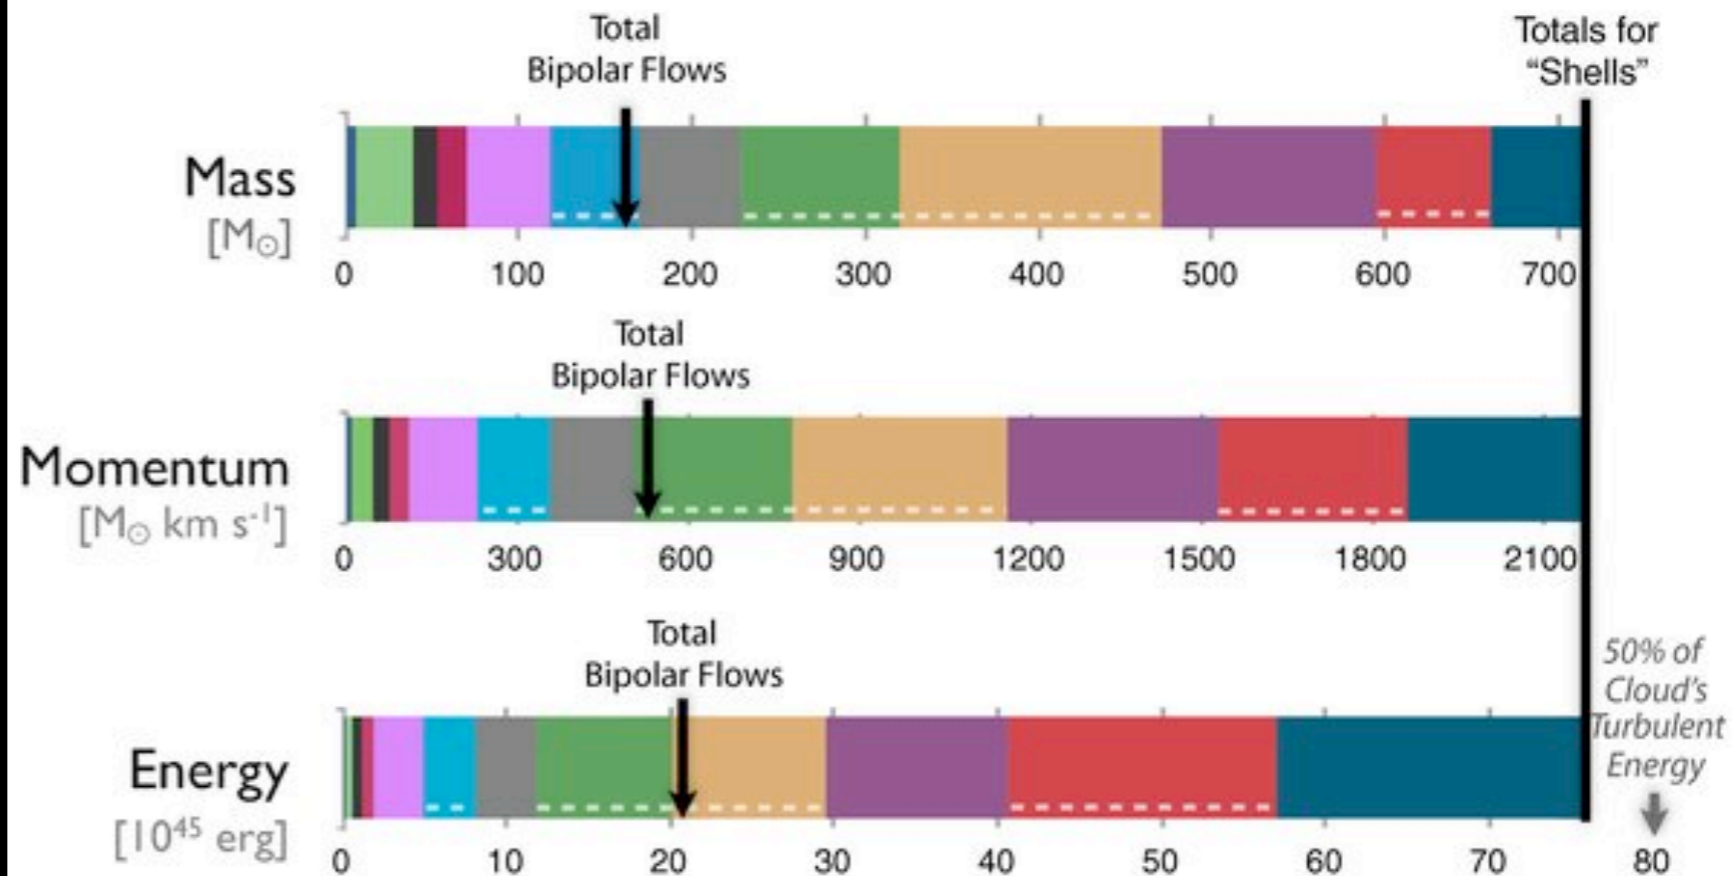 Total
Bipolar Flows
Totals for
“Shells”
Mass
[M☉]
0 100 200 300 400 500 600 700
Total
Bipolar Flows
Momentum
[M☉ km s⁻¹]
0 300 600 900 1200 1500 1800 2100
Total
Bipolar Flows
50% of
Cloud’s
Turbulent
Energy
Energy
[10⁴⁵ erg]
0 10 20 30 40 50 60 70 80